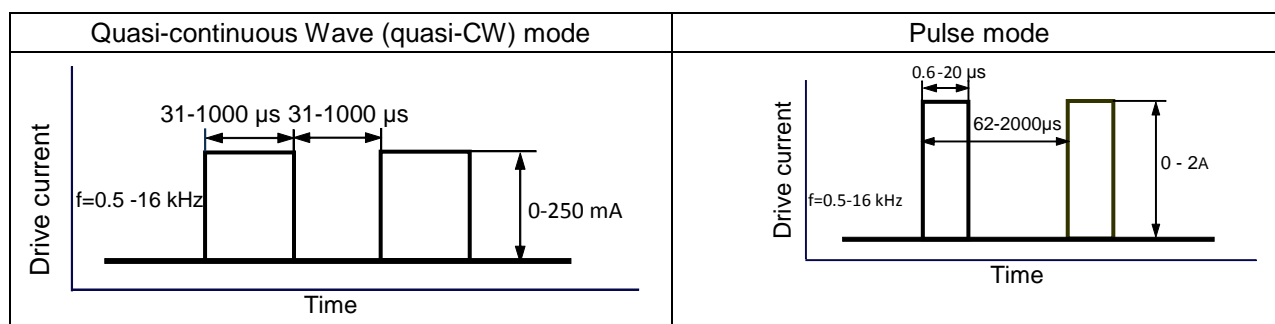 Quasi-continuous Wave (quasi-CW) mode
Drive current
31-1000 µs 31-1000 µs
f=0.5 -16 kHz
0-250 mA
Time
Pulse mode
Drive current
0.6-20 µs
62-2000µs
0 - 2A
f=0.5-16 kHz
Time